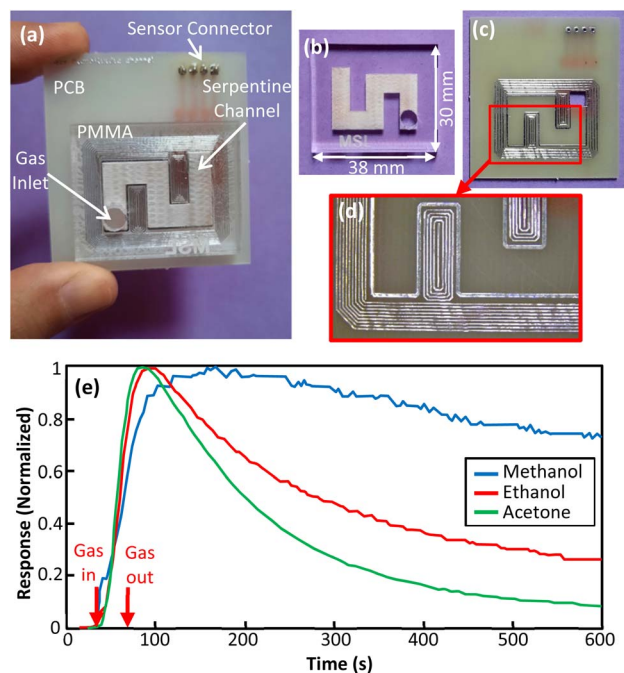 (a)
Sensor Connector
PCB
Serpentine
Channel
PMMA
Gas
Inlet
(b)
MSL
30 mm
38 mm
(c)
(d)
(e)
Response (Normalized)
1
0.8
0.6
0.4
0.2
0
Gas
in
Gas
out
Methanol
Ethanol
Acetone
0
100
200
300
400
500
600
Time (s)